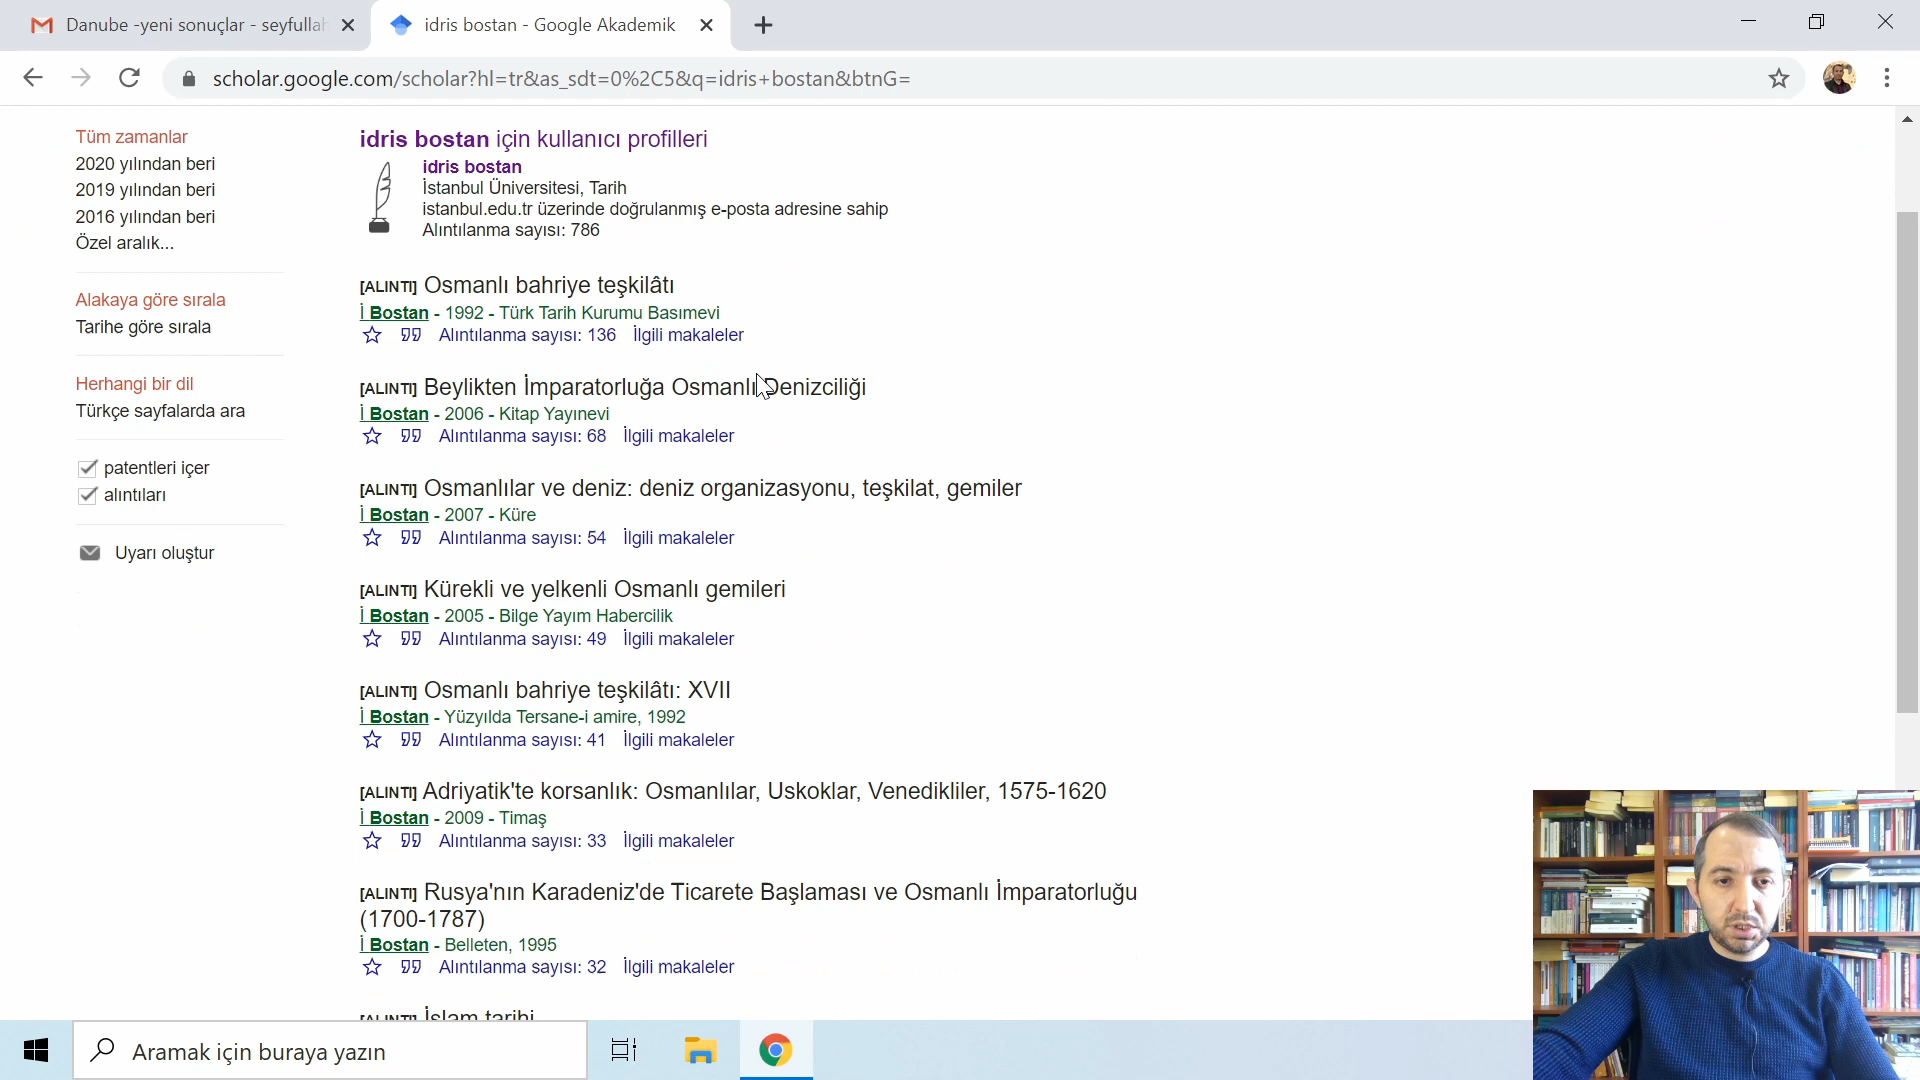 Danube -yeni sonuçlar - seyfullah
idris bostan - Google Akademik
scholar.google.com/scholar?hl=tr&as_sdt=0%2C5&q=idris+bostan&btnG=
Tüm zamanlar
2020 yılından beri
2019 yılından beri
2016 yılından beri
Özel aralık...
Alakaya göre sırala
Tarihe göre sırala
Herhangi bir dil
Türkçe sayfalarda ara
patentleri içer
alıntıları
Uyarı oluştur
idris bostan için kullanıcı profilleri
idris bostan
İstanbul Üniversitesi, Tarih
istanbul.edu.tr üzerinde doğrulanmış e-posta adresine sahip
Alıntılanma sayısı: 786
[ALINTI] Osmanlı bahriye teşkilâtı
İ Bostan - 1992 - Türk Tarih Kurumu Basımevi
Alıntılanma sayısı: 136 İlgili makaleler
[ALINTI] Beylikten İmparatorluğa Osmanlı Denizciliği
İ Bostan - 2006 - Kitap Yayınevi
Alıntılanma sayısı: 68 İlgili makaleler
[ALINTI] Osmanlılar ve deniz: deniz organizasyonu, teşkilat, gemiler
İ Bostan - 2007 - Küre
Alıntılanma sayısı: 54 İlgili makaleler
[ALINTI] Kürekli ve yelkenli Osmanlı gemileri
İ Bostan - 2005 - Bilge Yayım Habercilik
Alıntılanma sayısı: 49 İlgili makaleler
[ALINTI] Osmanlı bahriye teşkilâtı: XVII
İ Bostan - Yüzyılda Tersane-i amire, 1992
Alıntılanma sayısı: 41 İlgili makaleler
[ALINTI] Adriyatik'te korsanlık: Osmanlılar, Uskoklar, Venedikliler, 1575-1620
İ Bostan - 2009 - Timaş
Alıntılanma sayısı: 33 İlgili makaleler
[ALINTI] Rusya'nın Karadeniz'de Ticarete Başlaması ve Osmanlı İmparatorluğu
(1700-1787)
İ Bostan - Belleten, 1995
Alıntılanma sayısı: 32 İlgili makaleler
[ALINTI] İslam tarihi
Aramak için buraya yazın